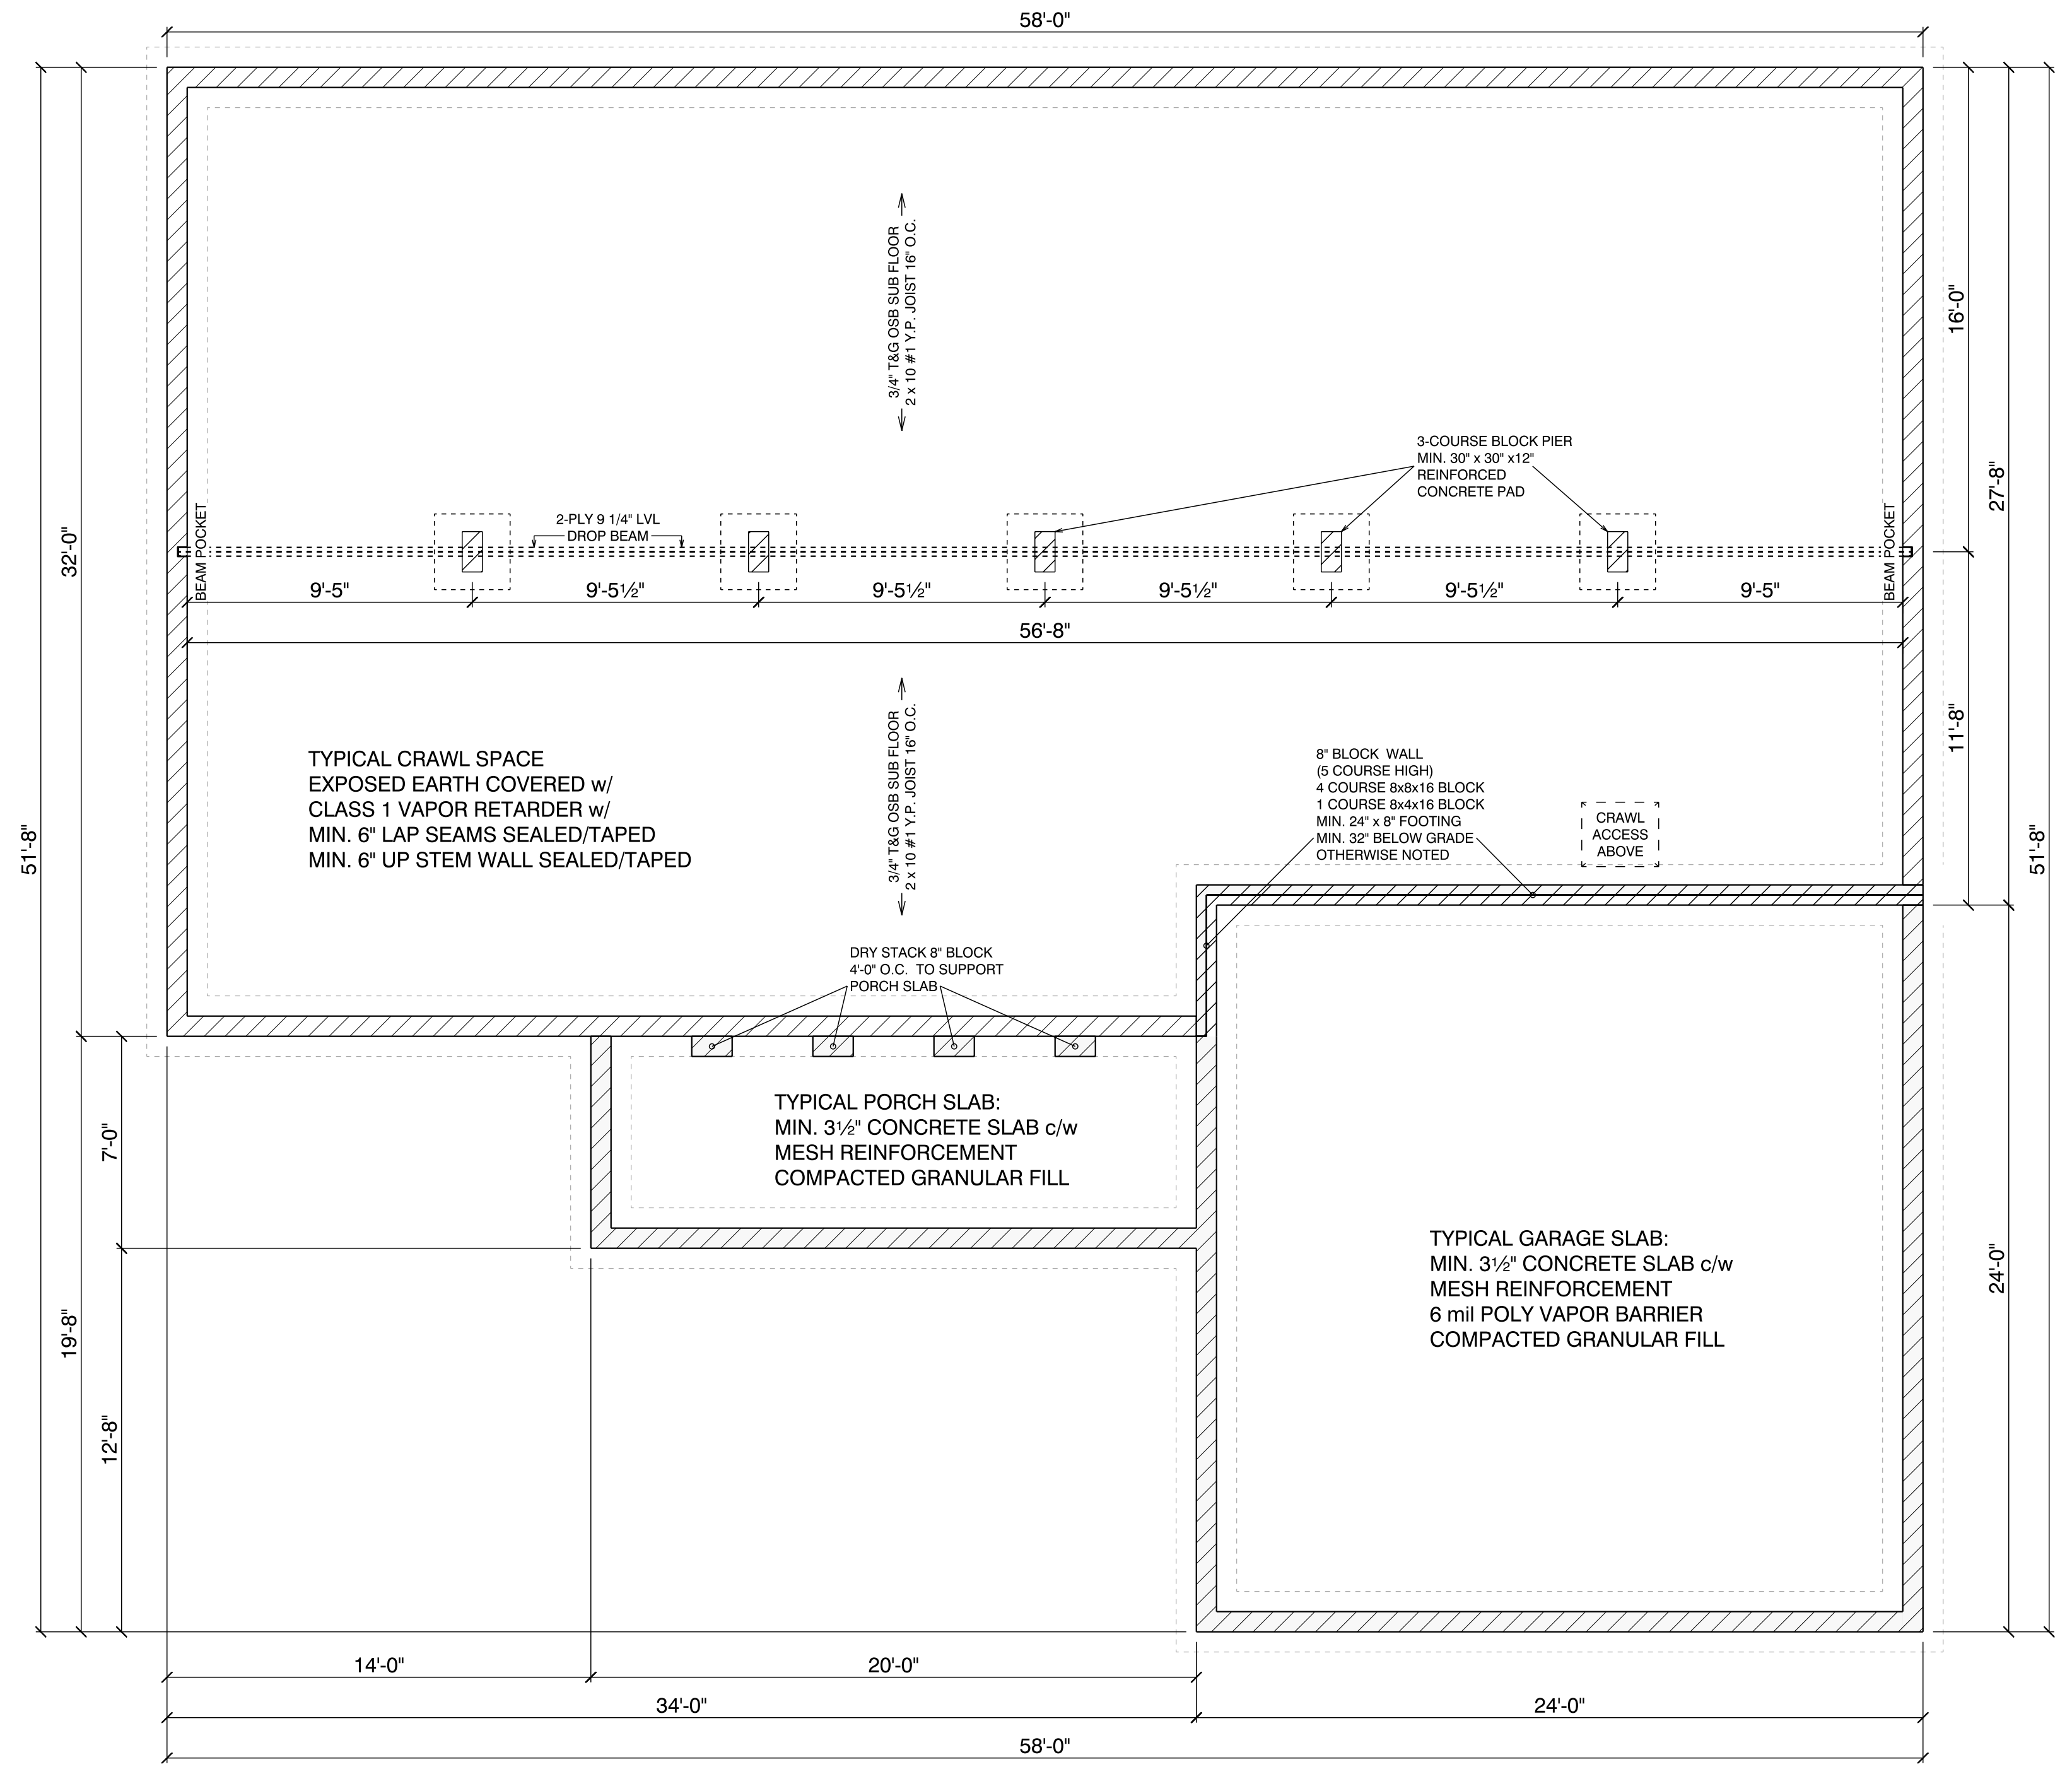 58'-0"
3/4" T&G OSB SUB FLOOR
2 x 10 #1 Y.P. JOIST 16" O.C.
16'-0"
3-COURSE BLOCK PIER
MIN. 30" x 30" x12"
REINFORCED
CONCRETE PAD
27'-8"
32'-0"
BEAM POCKET
2-PLY 9 1/4" LVL
DROP BEAM
BEAM POCKET
9'-5"
9'-5½"
9'-5½"
9'-5½"
9'-5½"
9'-5"
56'-8"
11'-8"
51'-8"
51'-8"
TYPICAL CRAWL SPACE
EXPOSED EARTH COVERED w/
CLASS 1 VAPOR RETARDER w/
MIN. 6" LAP SEAMS SEALED/TAPED
MIN. 6" UP STEM WALL SEALED/TAPED
3/4" T&G OSB SUB FLOOR
2 x 10 #1 Y.P. JOIST 16" O.C.
8" BLOCK  WALL
(5 COURSE HIGH)
4 COURSE 8x8x16 BLOCK
1 COURSE 8x4x16 BLOCK
MIN. 24" x 8" FOOTING
MIN. 32" BELOW GRADE
OTHERWISE NOTED
CRAWL
ACCESS
ABOVE
DRY STACK 8" BLOCK
4'-0" O.C.  TO SUPPORT
PORCH SLAB
7'-0"
TYPICAL PORCH SLAB:
MIN. 3½" CONCRETE SLAB c/w
MESH REINFORCEMENT
COMPACTED GRANULAR FILL
TYPICAL GARAGE SLAB:
MIN. 3½" CONCRETE SLAB c/w
MESH REINFORCEMENT
6 mil POLY VAPOR BARRIER
COMPACTED GRANULAR FILL
24'-0"
19'-8"
12'-8"
14'-0"
20'-0"
34'-0"
24'-0"
58'-0"